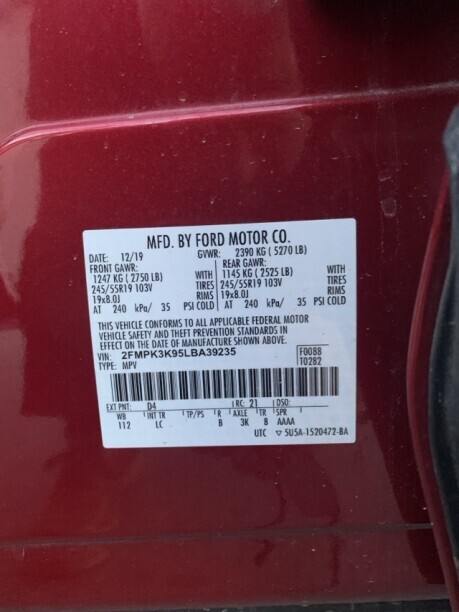 MFD. BY FORD MOTOR CO.
DATE: 12/19 GVWR: 2390 KG ( 5270 LB)
FRONT GAWR: REAR GAWR:
1247 KG ( 2750 LB) WITH 1145 KG ( 2525 LB) WITH
245/55R19 103V TIRES 245/55R19 103V TIRES
19x8.0J RIMS 19x8.0J RIMS
AT 240 kPa/ 35 PSI COLD AT 240 kPa/ 35 PSI COLD
THIS VEHICLE CONFORMS TO ALL APPLICABLE FEDERAL MOTOR
VEHICLE SAFETY AND THEFT PREVENTION STANDARDS IN
EFFECT ON THE DATE OF MANUFACTURE SHOWN ABOVE.
VIN: 2FMPK3K95LBA39235 F0088
TYPE: MPV T0282
EXT PNT: D4 RC: 21 DSO:
WB INT TR TP/PS R AXLE TR SPR
112 LC B 3K 8 AAAA
UTC ▽ 5U5A-1520472-BA